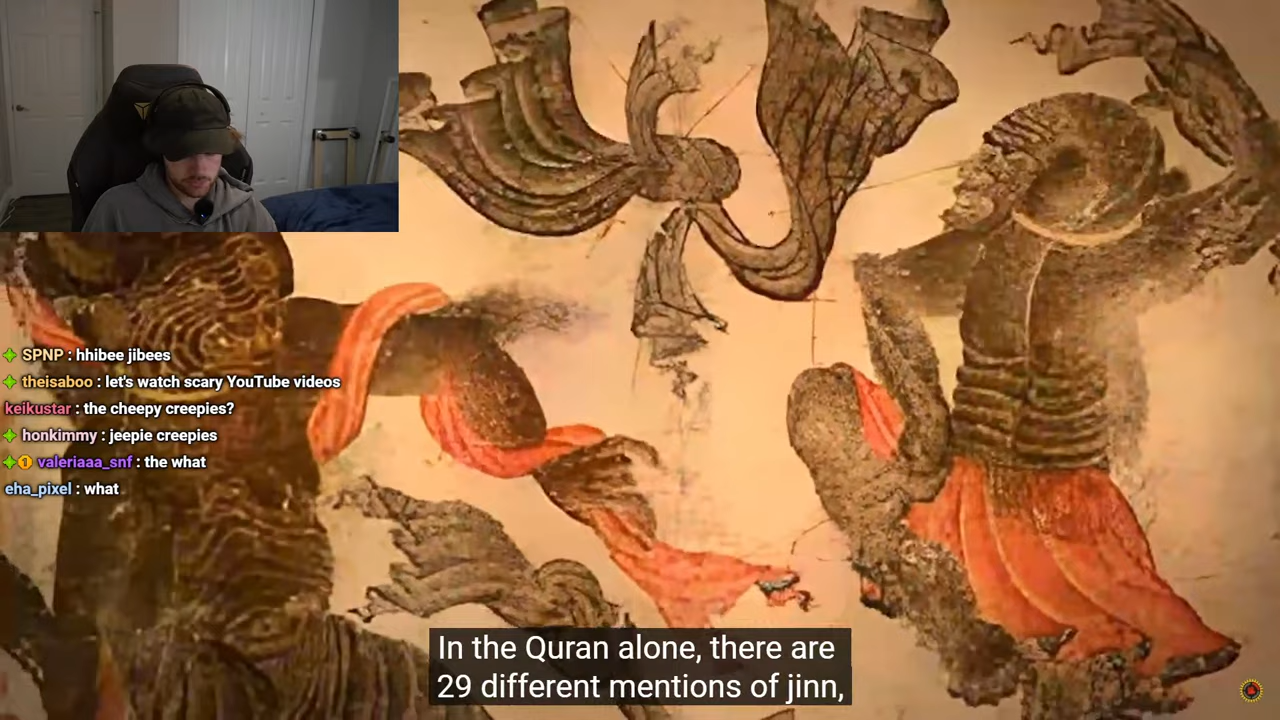 SPNP : hhibee jibees
theisaboo : let's watch scary YouTube videos
keikustar : the cheepy creepies?
honkimmy : jeepie creepies
1 valeriaaa_snf : the what
eha_pixel : what
In the Quran alone, there are
29 different mentions of jinn,